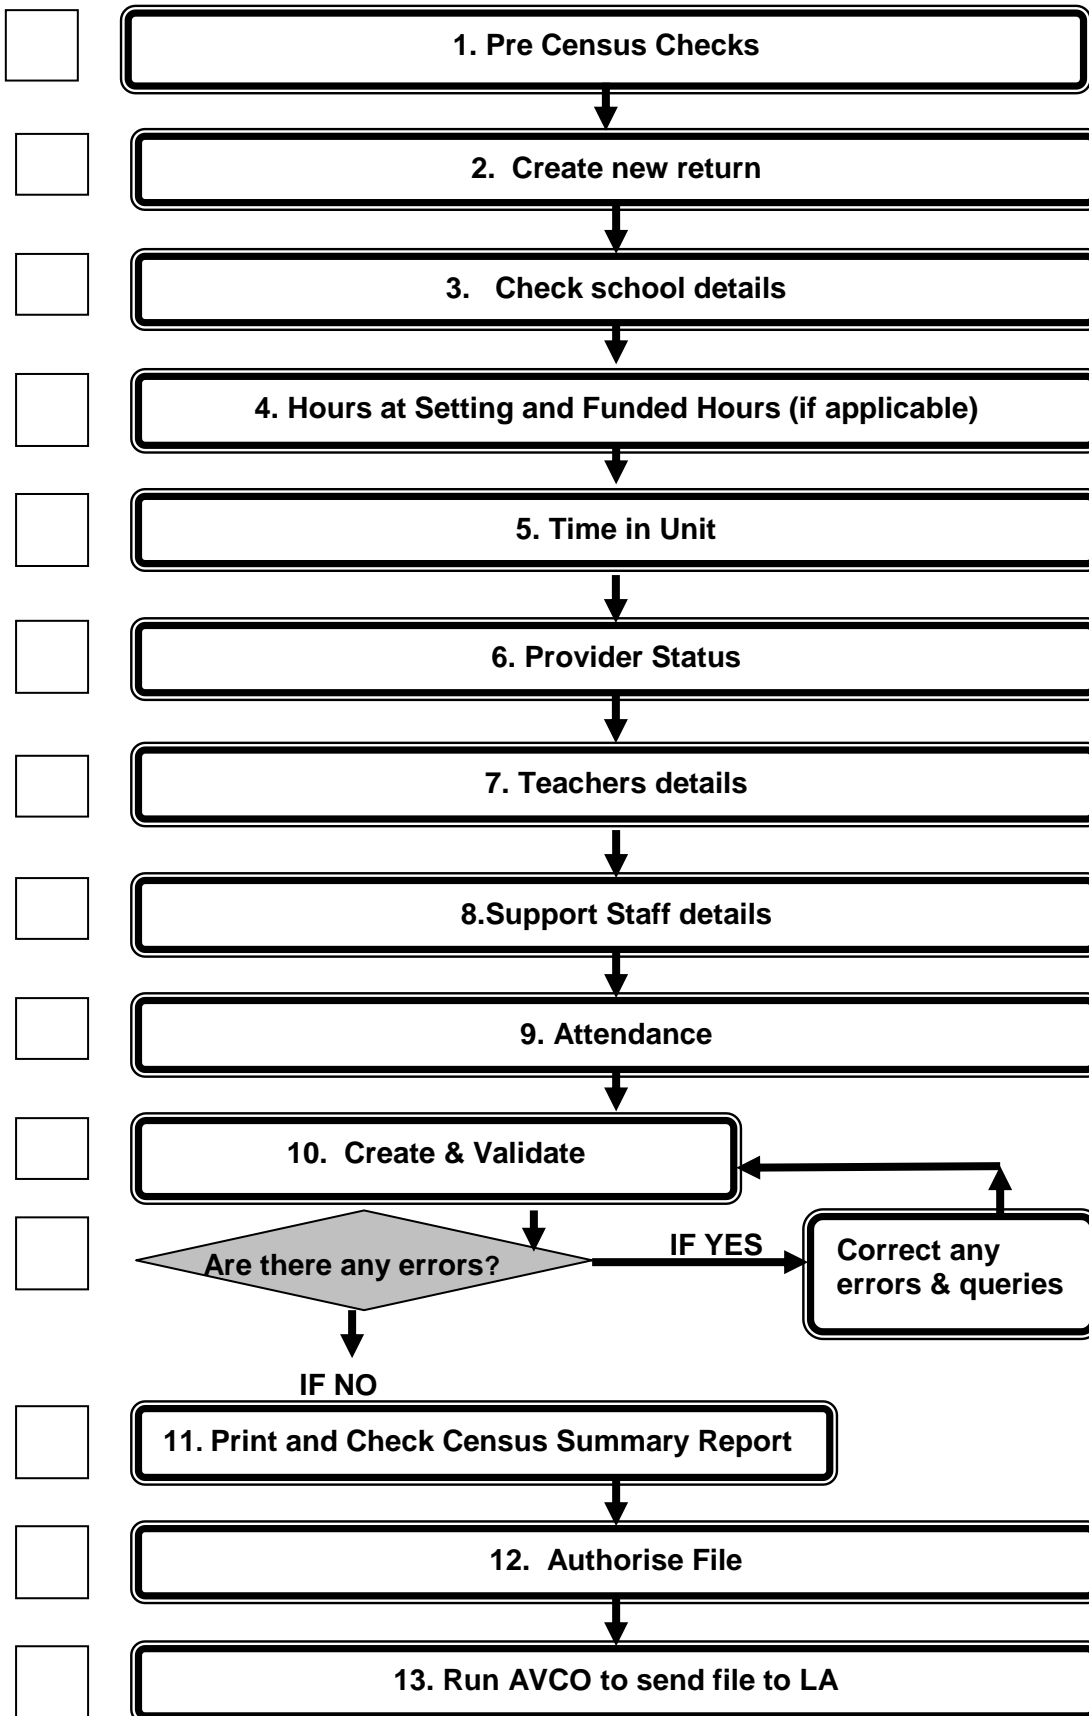 1. Pre Census Checks
2. Create new return
3. Check school details
4. Hours at Setting and Funded Hours (if applicable)
5. Time in Unit
6. Provider Status
7. Teachers details
8.Support Staff details
9. Attendance
10. Create & Validate
Are there any errors?
IF YES
Correct any
errors & queries
IF NO
11. Print and Check Census Summary Report
12. Authorise File
13. Run AVCO to send file to LA